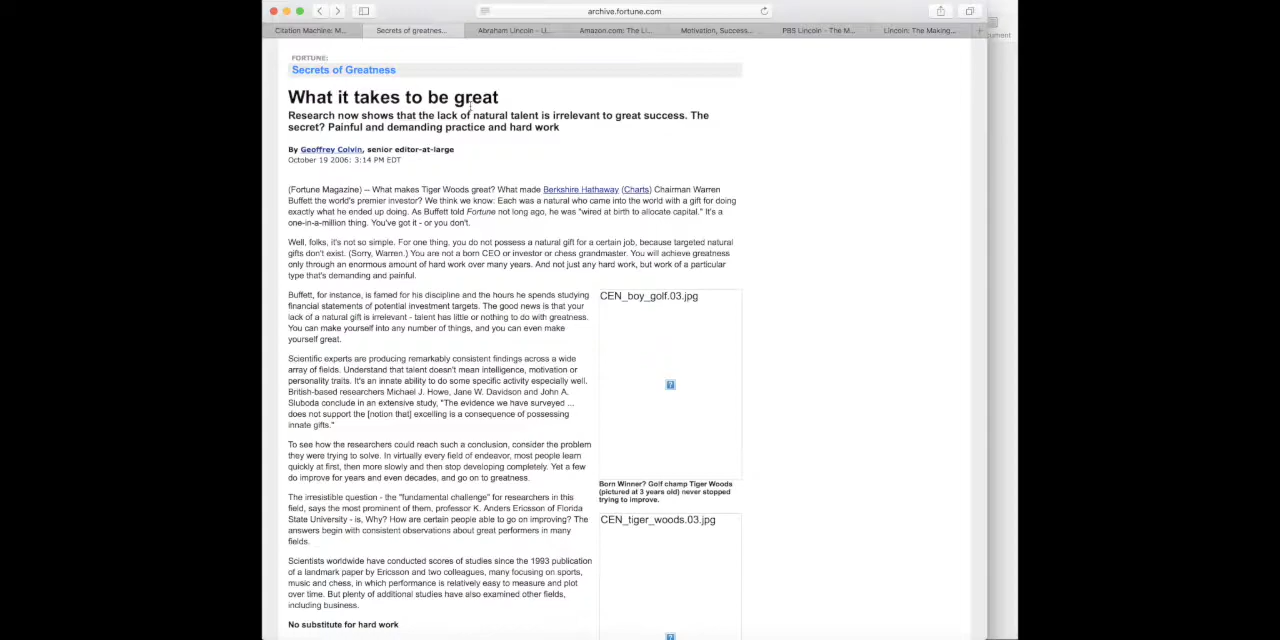 archive.fortune.com
Citation Machine: M...
Secrets of greatnes...
Abraham Lincoln – U...
Amazon.com: The Li...
Motivation, Success...
PBS Lincoln - The M...
Lincoln: The Making...
ument
FORTUNE:
Secrets of Greatness
What it takes to be great
Research now shows that the lack of natural talent is irrelevant to great success. The
secret? Painful and demanding practice and hard work
By Geoffrey Colvin, senior editor-at-large
October 19 2006: 3:14 PM EDT
(Fortune Magazine) -- What makes Tiger Woods great? What made Berkshire Hathaway (Charts) Chairman Warren
Buffett the world's premier investor? We think we know: Each was a natural who came into the world with a gift for doing
exactly what he ended up doing. As Buffett told Fortune not long ago, he was "wired at birth to allocate capital." It's a
one-in-a-million thing. You've got it - or you don't.
Well, folks, it's not so simple. For one thing, you do not possess a natural gift for a certain job, because targeted natural
gifts don't exist. (Sorry, Warren.) You are not a born CEO or investor or chess grandmaster. You will achieve greatness
only through an enormous amount of hard work over many years. And not just any hard work, but work of a particular
type that's demanding and painful.
Buffett, for instance, is famed for his discipline and the hours he spends studying
financial statements of potential investment targets. The good news is that your
lack of a natural gift is irrelevant - talent has little or nothing to do with greatness.
You can make yourself into any number of things, and you can even make
yourself great.
Scientific experts are producing remarkably consistent findings across a wide
array of fields. Understand that talent doesn't mean intelligence, motivation or
personality traits. It's an innate ability to do some specific activity especially well.
British-based researchers Michael J. Howe, Jane W. Davidson and John A.
Sluboda conclude in an extensive study, "The evidence we have surveyed ...
does not support the [notion that] excelling is a consequence of possessing
innate gifts."
To see how the researchers could reach such a conclusion, consider the problem
they were trying to solve. In virtually every field of endeavor, most people learn
quickly at first, then more slowly and then stop developing completely. Yet a few
do improve for years and even decades, and go on to greatness.
The irresistible question - the "fundamental challenge" for researchers in this
field, says the most prominent of them, professor K. Anders Ericsson of Florida
State University - is, Why? How are certain people able to go on improving? The
answers begin with consistent observations about great performers in many
fields.
Scientists worldwide have conducted scores of studies since the 1993 publication
of a landmark paper by Ericsson and two colleagues, many focusing on sports,
music and chess, in which performance is relatively easy to measure and plot
over time. But plenty of additional studies have also examined other fields,
including business.
No substitute for hard work
CEN_boy_golf.03.jpg
Born Winner? Golf champ Tiger Woods
(pictured at 3 years old) never stopped
trying to improve.
CEN_tiger_woods.03.jpg